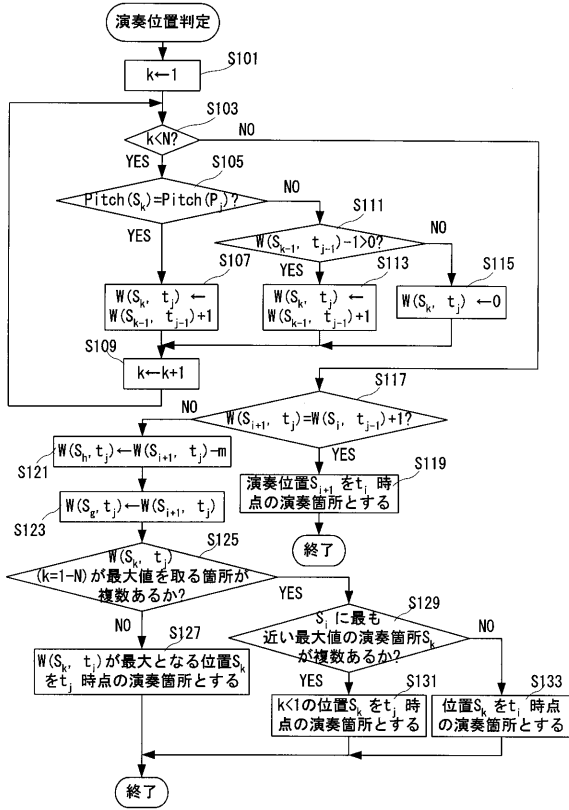 演奏位置判定
S101
k←1
S103
k<N?
NO
YES
S105
Pitch(Sk)=Pitch(Pj)?
NO
YES
S111
W(Sk-1, tj-1)-1>0?
NO
YES
S107
W(Sk, tj) ←
W(Sk-1, tj-1)+1
S113
W(Sk, tj) ←
W(Sk-1, tj-1)+1
S115
W(Sk, tj) ←0
S109
k←k+1
S117
W(Si+1, tj)=W(Si, tj-1)+1?
NO
YES
S119
演奏位置Si+1をti 時
点の演奏箇所とする
終了
S121
W(Sh,tj)←W(Si+1, tj)-m
S123
W(Sg,tj)←W(Si+1, tj)
S125
W(Sk, tj)
(k=1-N)が最大値を取る箇所が
複数あるか?
YES
NO
S127
W(Sk, ti)が最大となる位置Sk
をtj 時点の演奏箇所とする
S129
Siに最も
近い最大値の演奏箇所Sk
が複数あるか?
NO
YES
S131
k<1の位置Skをtj 時
点の演奏箇所とする
S133
位置Skをti 時点
の演奏箇所とする
終了